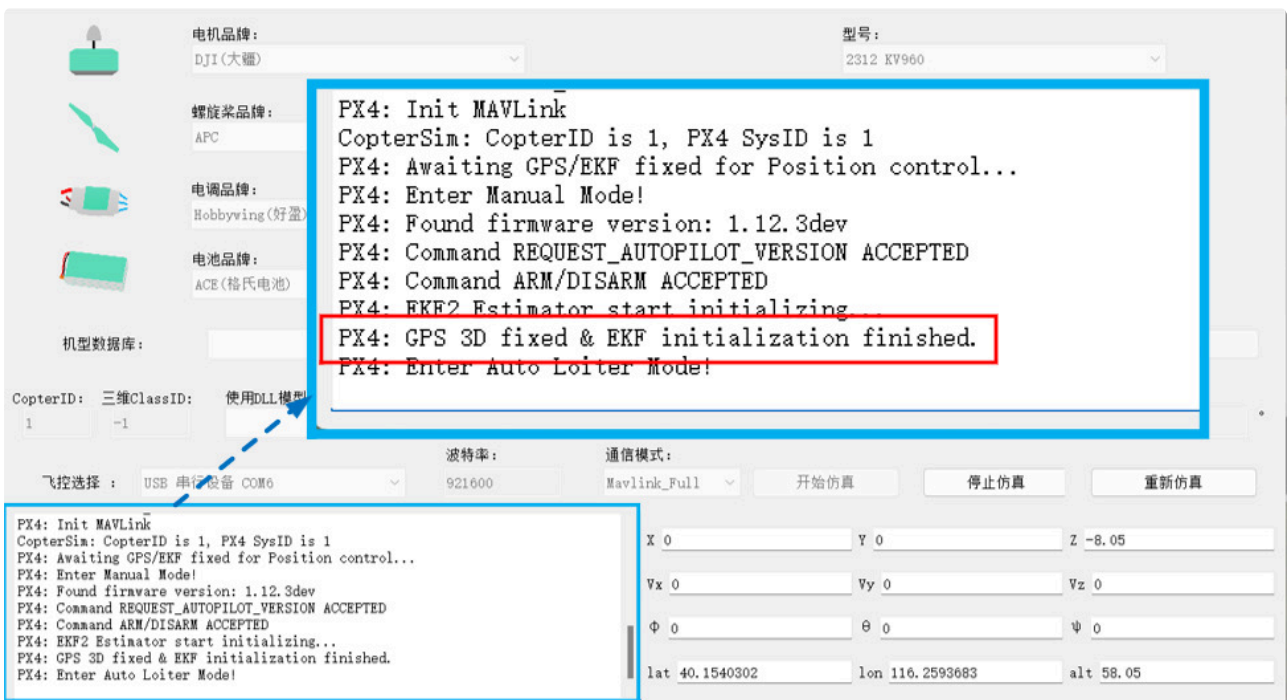 电机品牌：
型号：
DJI(大疆)
2312 KV960
螺旋桨品牌：
APC
电调品牌：
Hobbywing(好盈)
电池品牌：
ACE(格氏电池)
机型数据库：
PX4: Init MAVLink
CopterSim: CopterID is 1, PX4 SysID is 1
PX4: Awaiting GPS/EKF fixed for Position control...
PX4: Enter Manual Mode!
PX4: Found firmware version: 1.12.3dev
PX4: Command REQUEST_AUTOPILOT_VERSION ACCEPTED
PX4: Command ARM/DISARM ACCEPTED
PX4: EKF2 Estimator start initializing...
PX4: GPS 3D fixed & EKF initialization finished.
PX4: Enter Auto Loiter Mode!
CopterID: 三维ClassID: 使用DLL模型
1 -1 °
波特率： 通信模式：
飞控选择 ： USB 串行设备 COM6 921600 Mavlink_Full 开始仿真 停止仿真 重新仿真
PX4: Init MAVLink
CopterSim: CopterID is 1, PX4 SysID is 1
PX4: Awaiting GPS/EKF fixed for Position control...
PX4: Enter Manual Mode!
PX4: Found firmware version: 1.12.3dev
PX4: Command REQUEST_AUTOPILOT_VERSION ACCEPTED
PX4: Command ARM/DISARM ACCEPTED
PX4: EKF2 Estimator start initializing...
PX4: GPS 3D fixed & EKF initialization finished.
PX4: Enter Auto Loiter Mode!
X 0 Y 0 Z -8.05
Vx 0 Vy 0 Vz 0
Φ 0 θ 0 ψ 0
lat 40.1540302 lon 116.2593683 alt 58.05